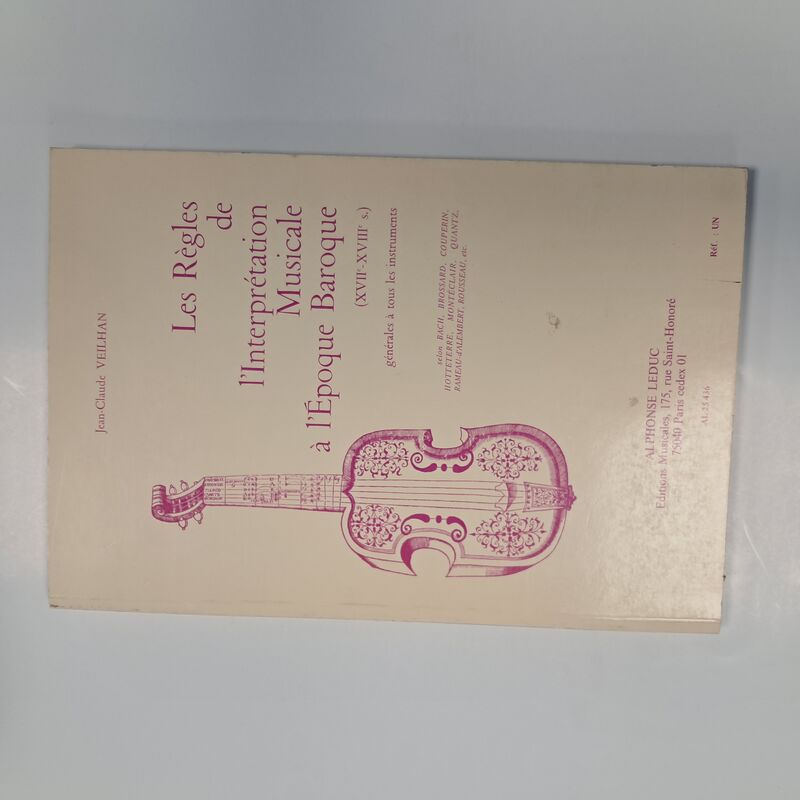 Jean-Claude VEILHAN
Les Règles
de
l'Interprétation
Musicale
à l'Époque Baroque
(XVIIe-XVIIIe s.)
générales à tous les instruments
selon BACH, BROSSARD, COUPERIN,
HOTTETERRE, MONTÉCLAIR, QUANTZ,
RAMEAU-d'ALEMBERT, ROUSSEAU, etc.
ALPHONSE LEDUC
Editions Musicales, 175, rue Saint-Honoré
75040 Paris cedex 01
AL 25 436
Réf. : UN